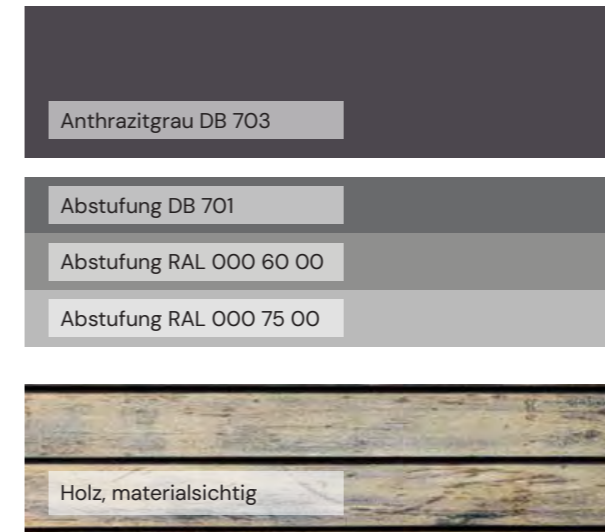 Anthrazitgrau DB 703
Abstufung DB 701
Abstufung RAL 000 60 00
Abstufung RAL 000 75 00
Holz, materialsichtig